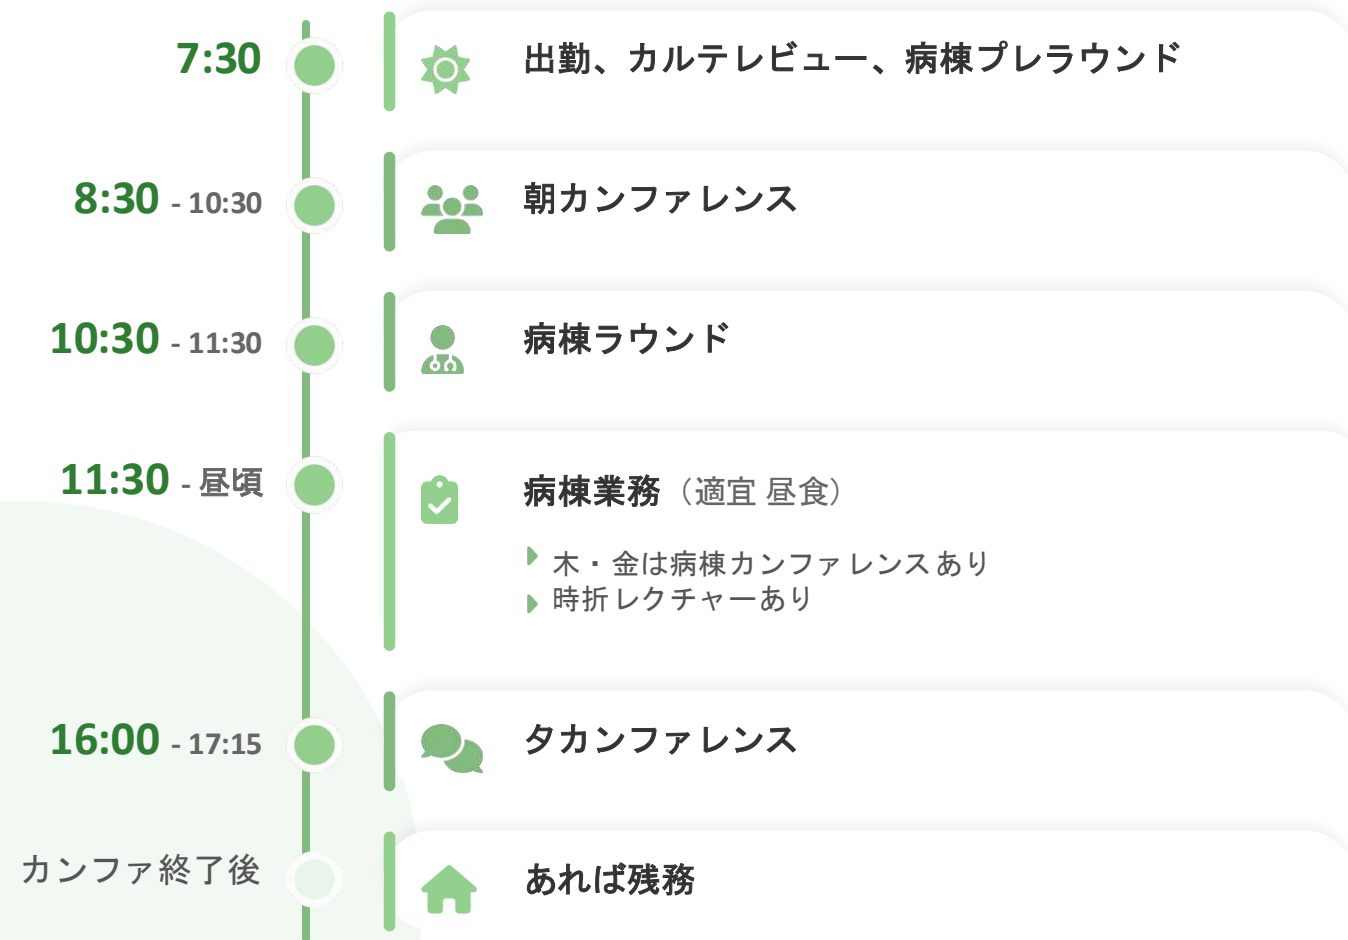 7:30 出勤、カルテレビュー、病棟プレラウンド
8:30 - 10:30 朝カンファレンス
10:30 - 11:30 病棟ラウンド
11:30 - 昼頃 病棟業務（適宜 昼食）
木・金は病棟カンファレンスあり
時折レクチャーあり
16:00 - 17:15 夕カンファレンス
カンファ終了後 あれば残務